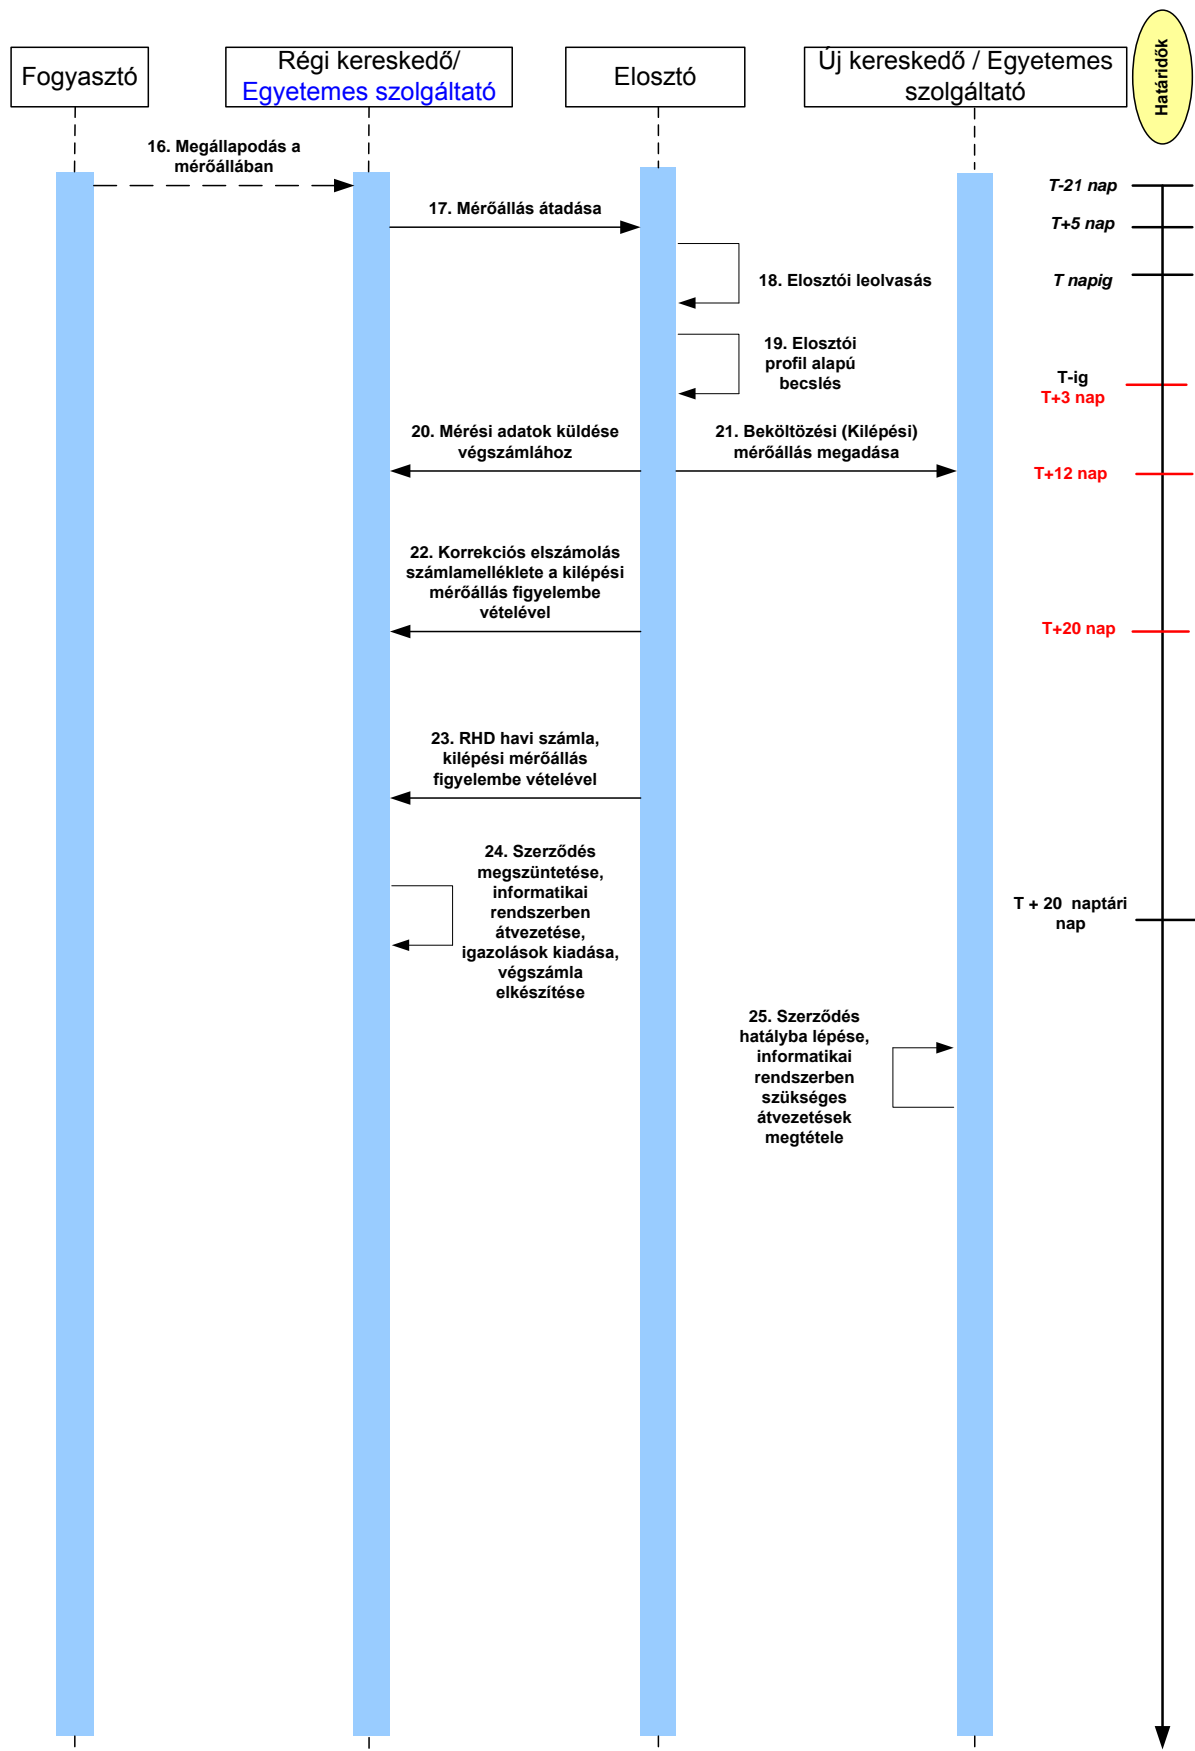 Fogyasztó
Régi kereskedő/
Egyetemes szolgáltató
Elosztó
Új kereskedő / Egyetemes
szolgáltató
Határidők
16. Megállapodás a
mérőállában
T-21 nap
17. Mérőállás átadása
T+5 nap
18. Elosztói leolvasás
T napig
19. Elosztói
profil alapú
becslés
T-ig
T+3 nap
20. Mérési adatok küldése
végszámlához
21. Beköltözési (Kilépési)
mérőállás megadása
T+12 nap
22. Korrekciós elszámolás
számlamelléklete a kilépési
mérőállás figyelembe
vételével
T+20 nap
23. RHD havi számla,
kilépési mérőállás
figyelembe vételével
24. Szerződés
megszüntetése,
informatikai
rendszerben
átvezetése,
igazolások kiadása,
végszámla
elkészítése
T + 20 naptári
nap
25. Szerződés
hatályba lépése,
informatikai
rendszerben
szükséges
átvezetések
megtétele